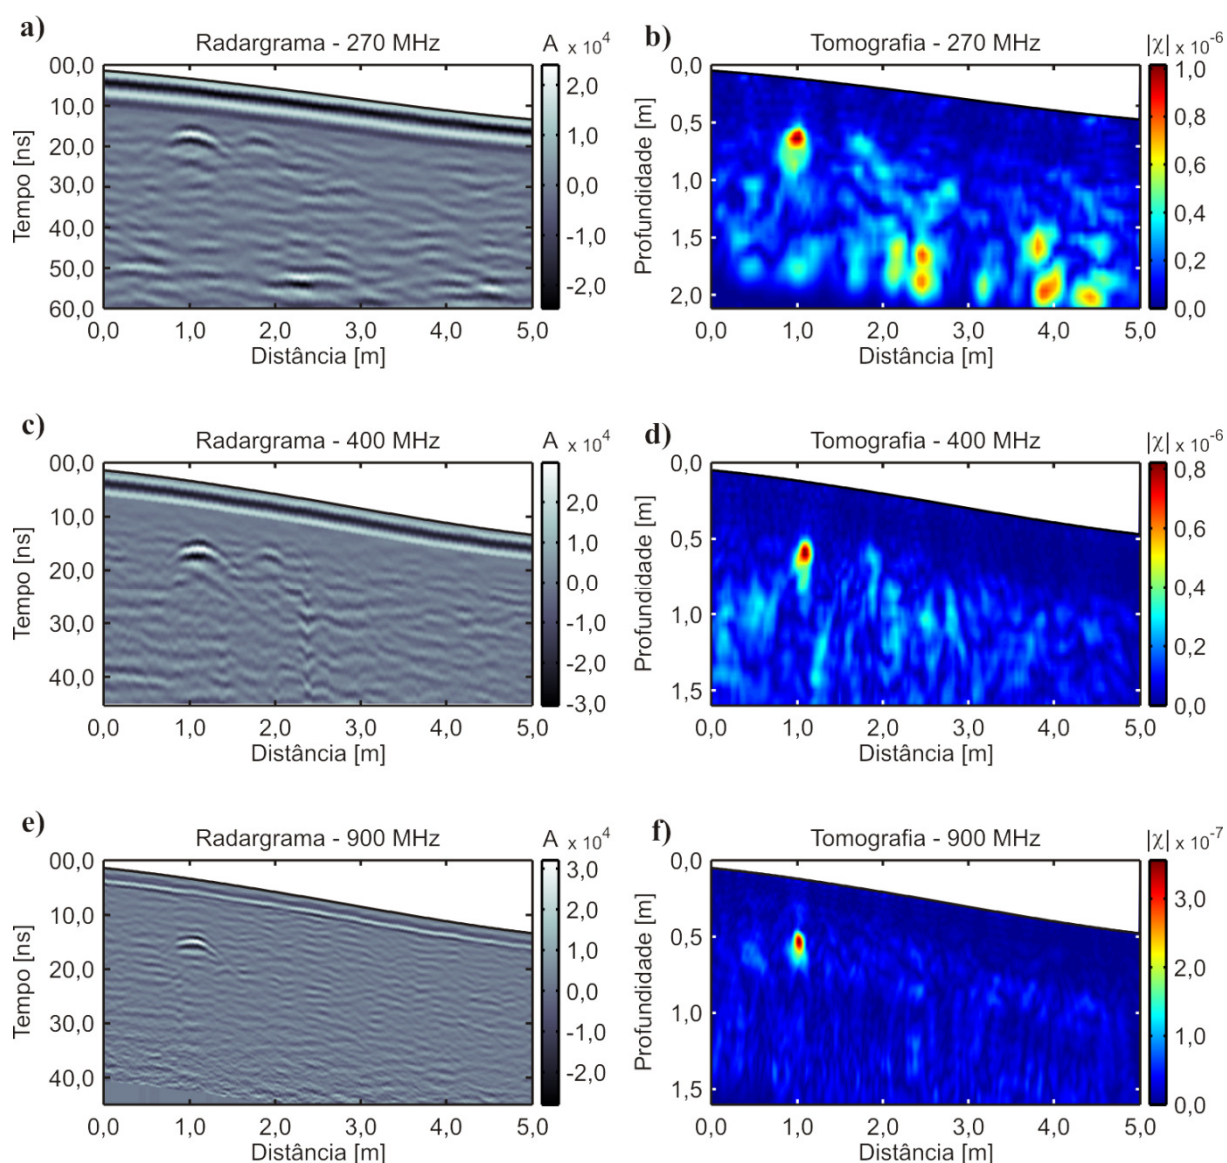 a)
Radargrama - 270 MHz
A x 10^4
00,0
10,0
20,0
30,0
40,0
50,0
60,0
Tempo [ns]
0,0 1,0 2,0 3,0 4,0 5,0
Distância [m]
2,0
1,0
0,0
-1,0
-2,0
b)
Tomografia - 270 MHz
|χ| x 10^-6
0,0
0,5
1,0
1,5
2,0
Profundidade [m]
0,0 1,0 2,0 3,0 4,0 5,0
Distância [m]
1,0
0,8
0,6
0,4
0,2
0,0
c)
Radargrama - 400 MHz
A x 10^4
00,0
10,0
20,0
30,0
40,0
Tempo [ns]
0,0 1,0 2,0 3,0 4,0 5,0
Distância [m]
2,0
1,0
0,0
-1,0
-2,0
-3,0
d)
Tomografia - 400 MHz
|χ| x 10^-6
0,0
0,5
1,0
1,5
Profundidade [m]
0,0 1,0 2,0 3,0 4,0 5,0
Distância [m]
0,8
0,6
0,4
0,2
0,0
e)
Radargrama - 900 MHz
A x 10^4
00,0
10,0
20,0
30,0
40,0
Tempo [ns]
0,0 1,0 2,0 3,0 4,0 5,0
Distância [m]
3,0
2,0
1,0
0,0
-1,0
-2,0
f)
Tomografia - 900 MHz
|χ| x 10^-7
0,0
0,5
1,0
1,5
Profundidade [m]
0,0 1,0 2,0 3,0 4,0 5,0
Distância [m]
3,0
2,0
1,0
0,0